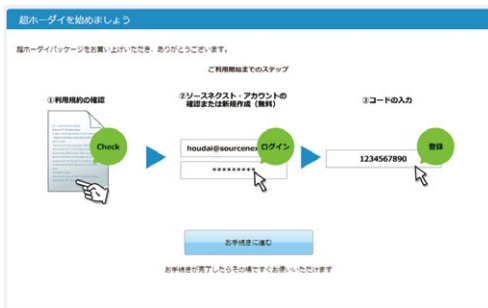 超ホーダイを始めましょう
超ホーダイパッケージをお買い上げいただき、ありがとうございます。
ご利用開始までのステップ
①利用規約の確認
②ソースネクスト・アカウントの
確認または新規作成（無料）
③コードの入力
Check
houdai@sourcenex
ログイン
*********
1234567890
登録
お手続きに進む
お手続きが完了したらその場ですぐお使いいただけます